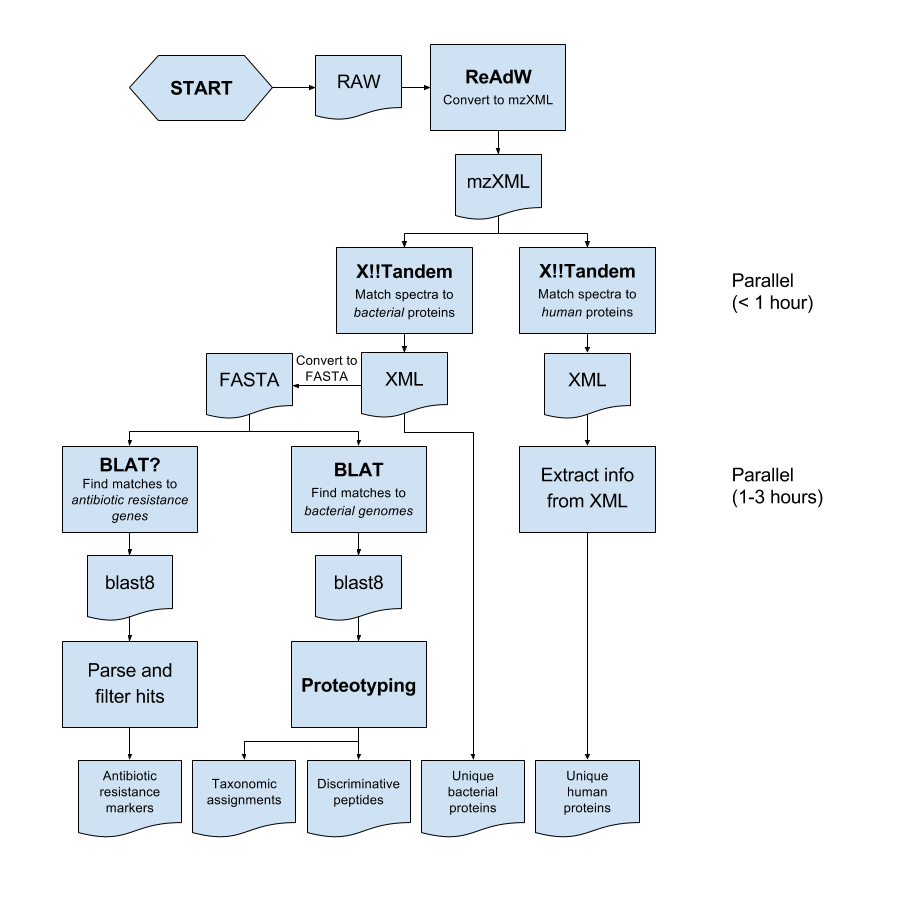 START
RAW
ReAdW
Convert to mzXML
mzXML
X!!Tandem
Match spectra to
bacterial proteins
X!!Tandem
Match spectra to
human proteins
Parallel
(< 1 hour)
FASTA
Convert to
FASTA
XML
XML
BLAT?
Find matches to
antibiotic resistance
genes
BLAT
Find matches to
bacterial genomes
Extract info
from XML
Parallel
(1-3 hours)
blast8
blast8
Parse and
filter hits
Proteotyping
Antibiotic
resistance
markers
Taxonomic
assignments
Discriminative
peptides
Unique
bacterial
proteins
Unique
human
proteins